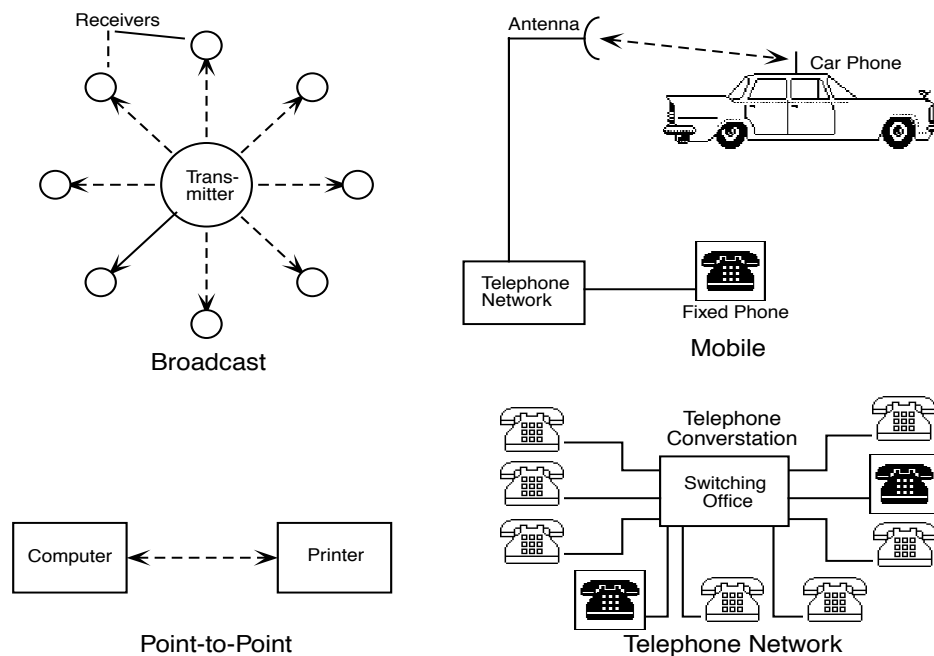 Receivers
Trans-
mitter
Broadcast
Antenna
Car Phone
Telephone
Network
Fixed Phone
Mobile
Computer
Printer
Point-to-Point
Telephone
Converstation
Switching
Office
Telephone Network